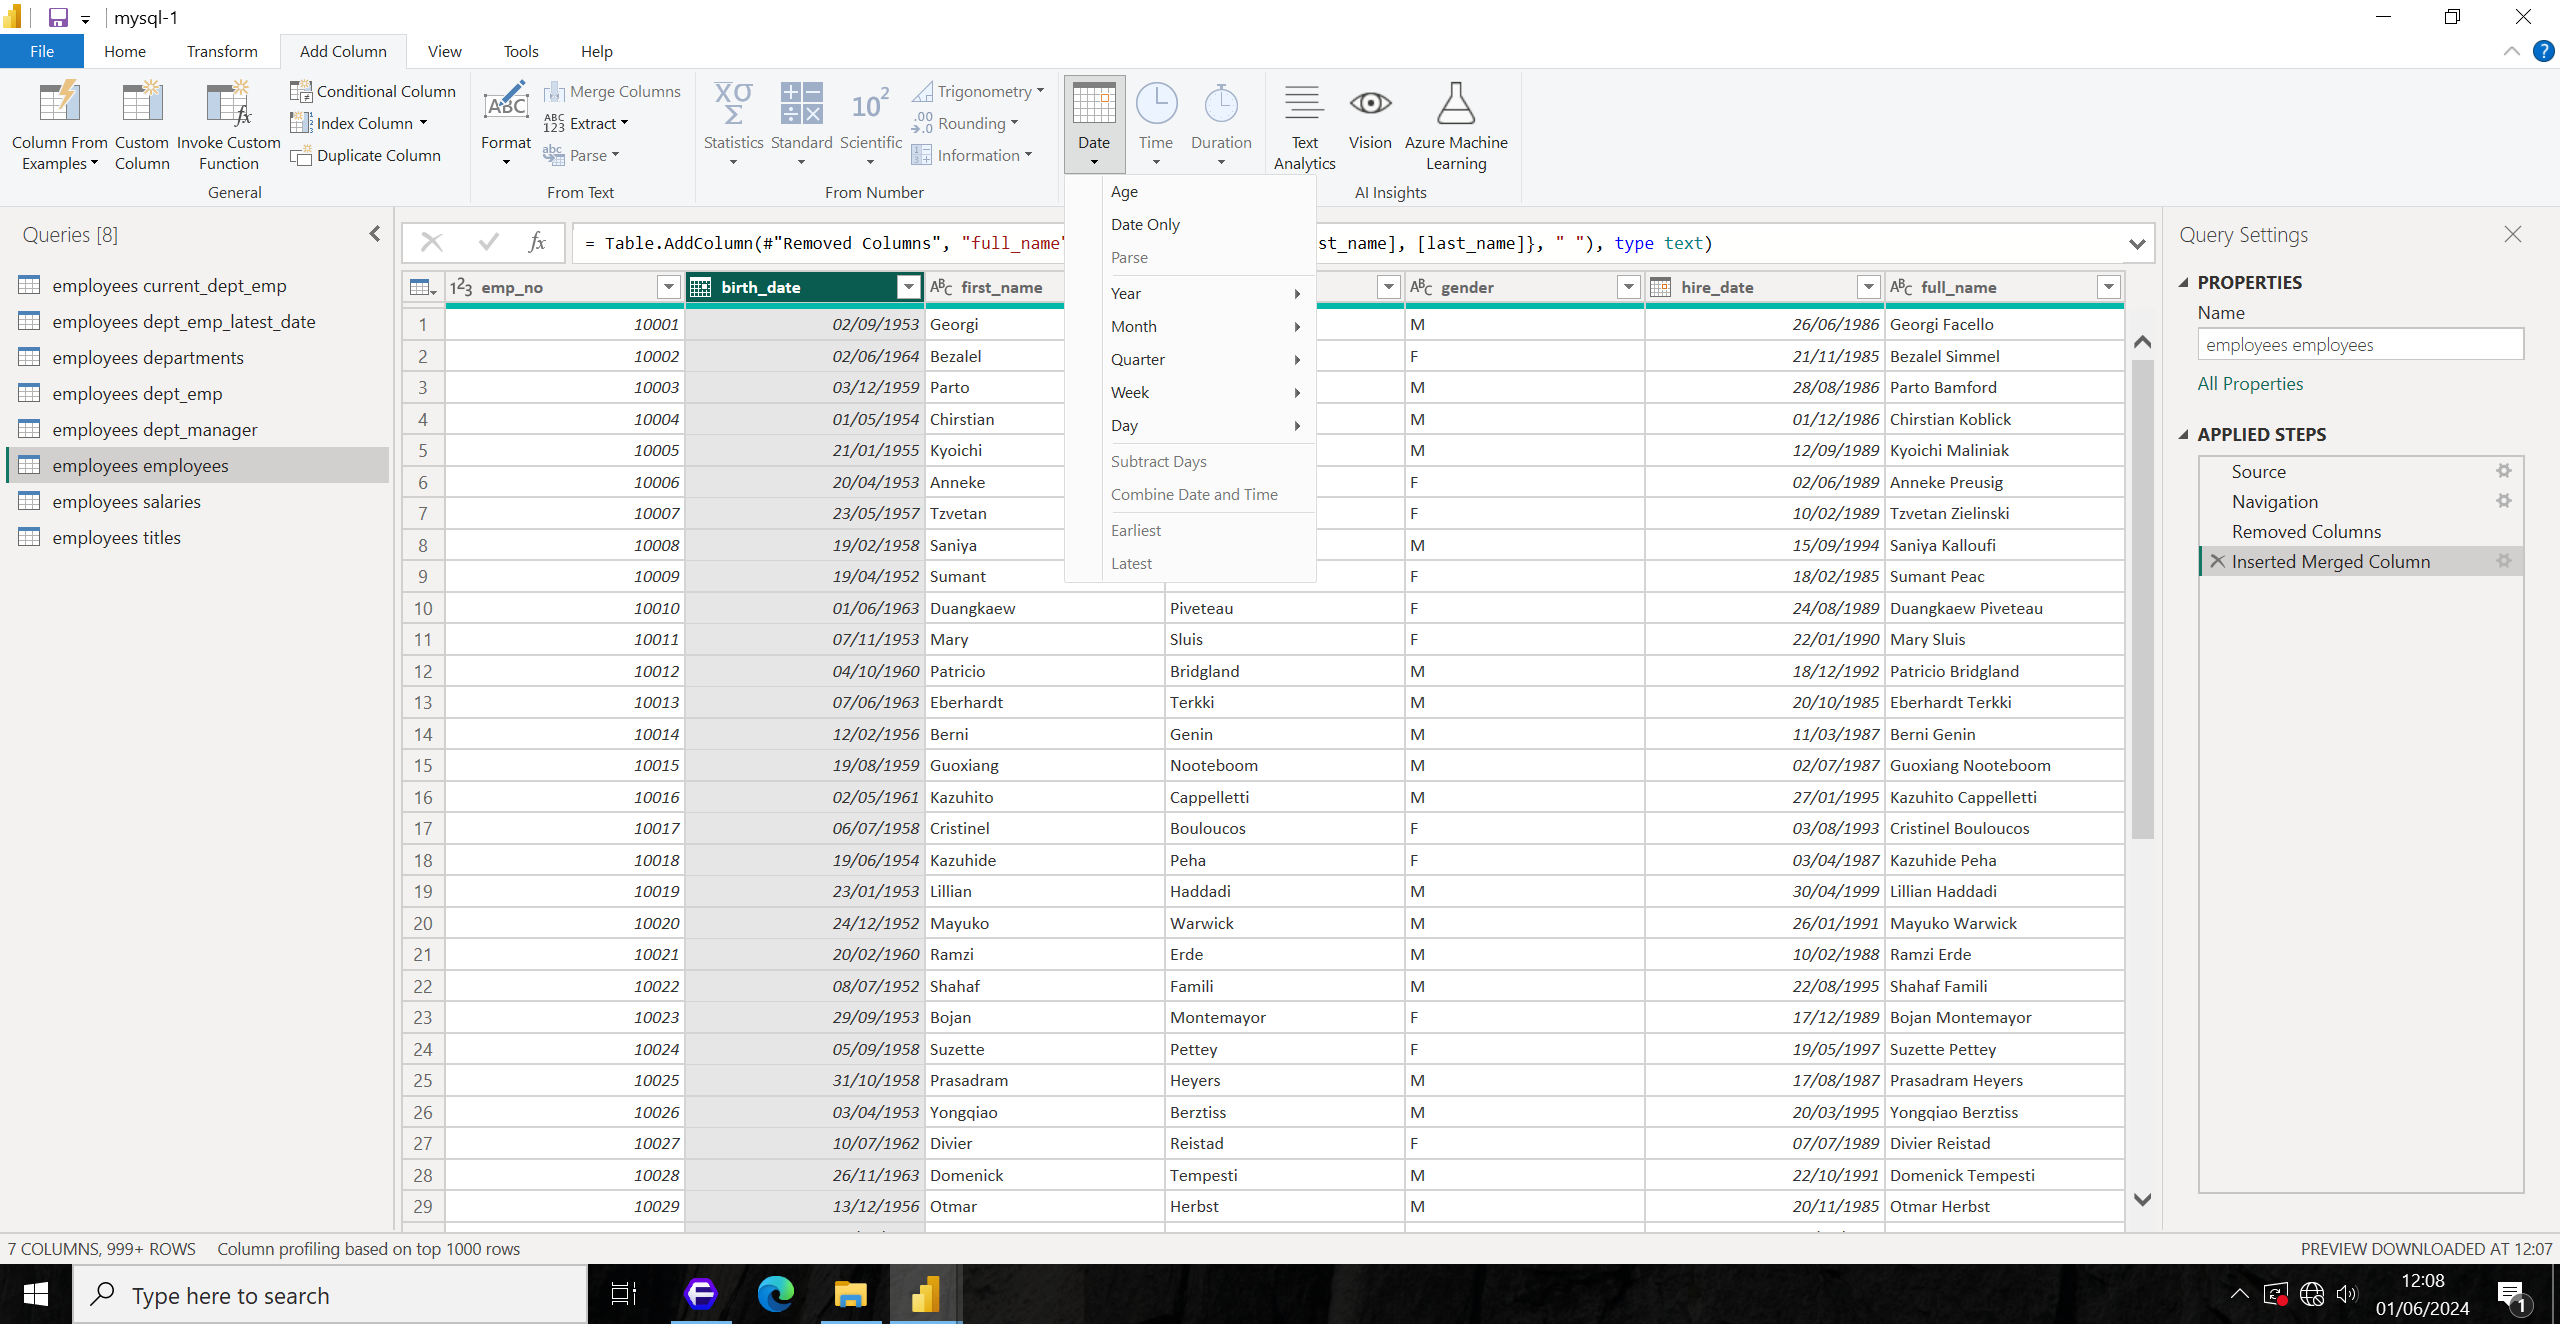 mysql-1
File Home Transform Add Column View Tools Help
Column From Examples
Custom Column
Invoke Custom Function
Conditional Column
Index Column
Duplicate Column
General
Format
Merge Columns
Extract
Parse
From Text
Statistics
Standard
Scientific
Trigonometry
Rounding
Information
From Number
Date
Time
Duration
Text Analytics
Vision
Azure Machine Learning
AI Insights
Age
Date Only
Parse
Year
Month
Quarter
Week
Day
Subtract Days
Combine Date and Time
Earliest
Latest
Queries [8]
employees current_dept_emp
employees dept_emp_latest_date
employees departments
employees dept_emp
employees dept_manager
employees employees
employees salaries
employees titles
= Table.AddColumn(#"Removed Columns", "full_name" st_name], [last_name]}, " "), type text)
emp_no birth_date first_name gender hire_date full_name
1 10001 02/09/1953 Georgi M 26/06/1986 Georgi Facello
2 10002 02/06/1964 Bezalel F 21/11/1985 Bezalel Simmel
3 10003 03/12/1959 Parto M 28/08/1986 Parto Bamford
4 10004 01/05/1954 Chirstian M 01/12/1986 Chirstian Koblick
5 10005 21/01/1955 Kyoichi M 12/09/1989 Kyoichi Maliniak
6 10006 20/04/1953 Anneke F 02/06/1989 Anneke Preusig
7 10007 23/05/1957 Tzvetan F 10/02/1989 Tzvetan Zielinski
8 10008 19/02/1958 Saniya M 15/09/1994 Saniya Kalloufi
9 10009 19/04/1952 Sumant F 18/02/1985 Sumant Peac
10 10010 01/06/1963 Duangkaew Piveteau F 24/08/1989 Duangkaew Piveteau
11 10011 07/11/1953 Mary Sluis F 22/01/1990 Mary Sluis
12 10012 04/10/1960 Patricio Bridgland M 18/12/1992 Patricio Bridgland
13 10013 07/06/1963 Eberhardt Terkki M 20/10/1985 Eberhardt Terkki
14 10014 12/02/1956 Berni Genin M 11/03/1987 Berni Genin
15 10015 19/08/1959 Guoxiang Nooteboom M 02/07/1987 Guoxiang Nooteboom
16 10016 02/05/1961 Kazuhito Cappelletti M 27/01/1995 Kazuhito Cappelletti
17 10017 06/07/1958 Cristinel Bouloucos F 03/08/1993 Cristinel Bouloucos
18 10018 19/06/1954 Kazuhide Peha F 03/04/1987 Kazuhide Peha
19 10019 23/01/1953 Lillian Haddadi M 30/04/1999 Lillian Haddadi
20 10020 24/12/1952 Mayuko Warwick M 26/01/1991 Mayuko Warwick
21 10021 20/02/1960 Ramzi Erde M 10/02/1988 Ramzi Erde
22 10022 08/07/1952 Shahaf Famili M 22/08/1995 Shahaf Famili
23 10023 29/09/1953 Bojan Montemayor F 17/12/1989 Bojan Montemayor
24 10024 05/09/1958 Suzette Pettey F 19/05/1997 Suzette Pettey
25 10025 31/10/1958 Prasadram Heyers M 17/08/1987 Prasadram Heyers
26 10026 03/04/1953 Yongqiao Berztiss M 20/03/1995 Yongqiao Berztiss
27 10027 10/07/1962 Divier Reistad F 07/07/1989 Divier Reistad
28 10028 26/11/1963 Domenick Tempesti M 22/10/1991 Domenick Tempesti
29 10029 13/12/1956 Otmar Herbst M 20/11/1985 Otmar Herbst
Query Settings
PROPERTIES
Name
employees employees
All Properties
APPLIED STEPS
Source
Navigation
Removed Columns
Inserted Merged Column
7 COLUMNS, 999+ ROWS Column profiling based on top 1000 rows
PREVIEW DOWNLOADED AT 12:07
Type here to search
12:08
01/06/2024
1